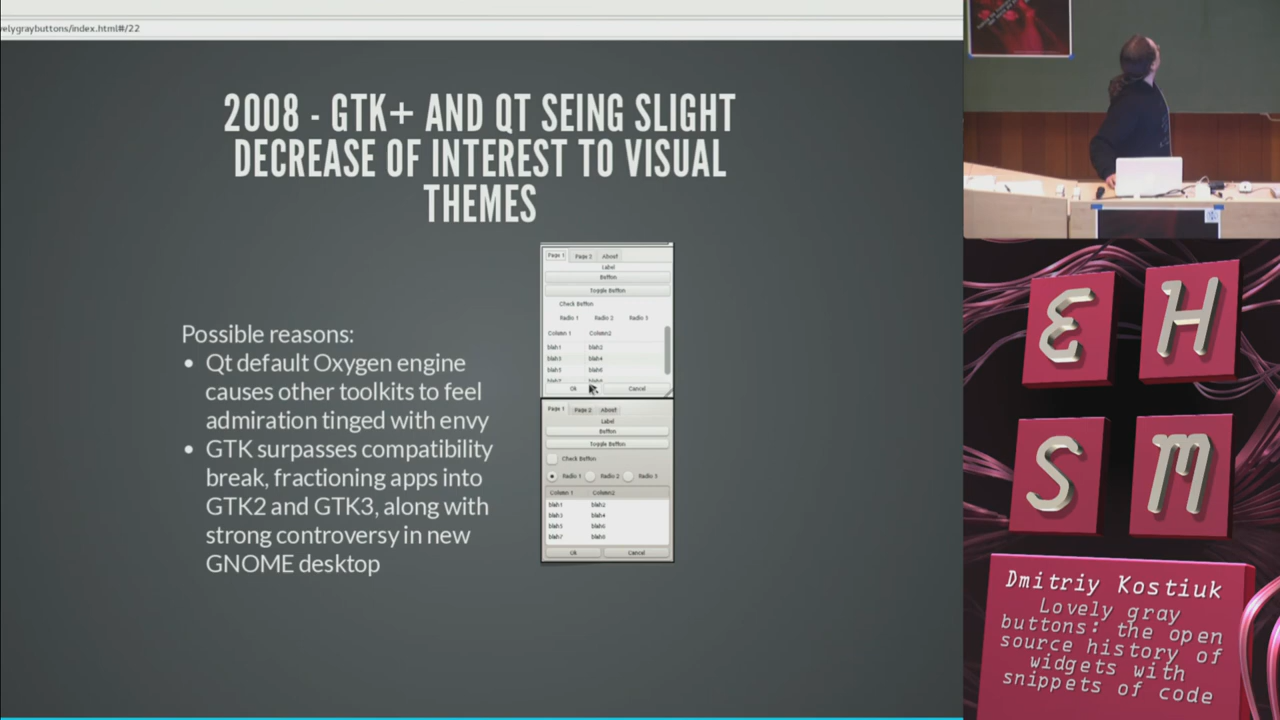 velygraybuttons/index.html#/22
2008 - GTK+ AND QT SEING SLIGHT
DECREASE OF INTEREST TO VISUAL
THEMES
Possible reasons:
• Qt default Oxygen engine
causes other toolkits to feel
admiration tinged with envy
• GTK surpasses compatibility
break, fractioning apps into
GTK2 and GTK3, along with
strong controversy in new
GNOME desktop
Page 1 Page 2 About
Label
Button
Toggle Button
Check Button
Radio 1 Radio 2 Radio 3
Column 1 Column2
blah1 blah2
blah3 blah4
blah5 blah6
Ok Cancel
Page 1 Page 2 About
Label
Button
Toggle Button
Check Button
Radio 1 Radio 2 Radio 3
Column 1 Column2
blah1 blah2
blah3 blah4
blah5 blah6
blah7 blah8
Ok Cancel
EH
SM
Dmitriy Kostiuk
Lovely gray
buttons: the open
source history of
widgets with
snippets of code